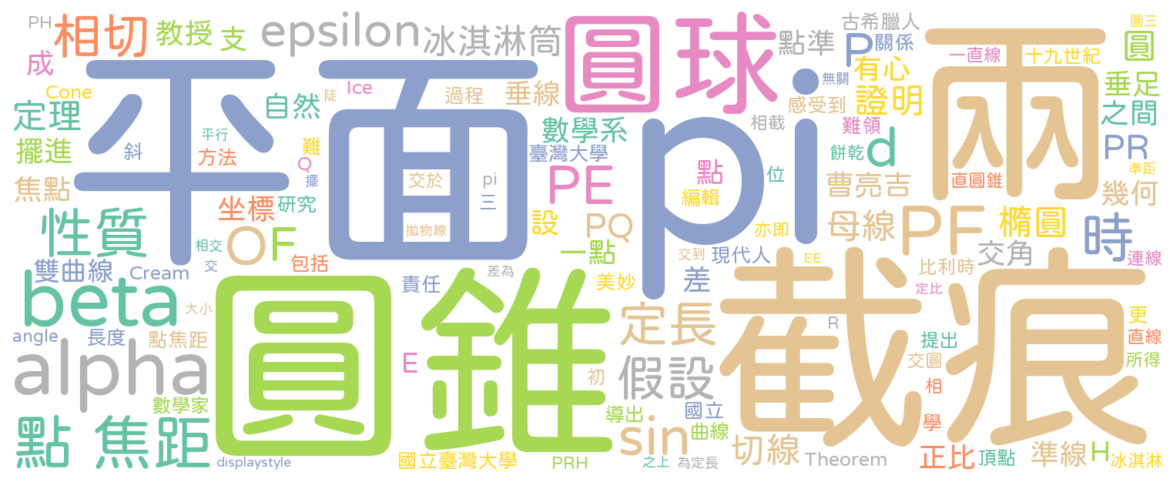 PH
相切
教授
支
epsilon
冰淇淋筒
圓球
點準
古希臘人
P
關係
兩
圖三
一直線
十九世紀
圓
成
Cone
平面
陡
Ice
過程
垂線
pi
無關
感受到
有心
證明
垂足
之間
定理
自然
擺進
斜
平行
方法
難
Q
擺
數學系
臺灣大學
相截
難領
餅乾
d
PR
準距
焦點
交於
pi
三
PE
點
位
編輯
曹亮吉
直圓錐
幾何
坐標
研究
性質
O
F
拋物線
設
PQ
亦即
母線
PF
橢圓
時
雙曲線
相交
交
Cream
包括
差為
一點
美妙
交到
現代人
EE
差
比利時
交角
定比
連線
beta
大小
圓錐
責任
定長
截痕
更
angle
長度
點焦距
R
提出
直線
alpha
E
初
假設
交圓
所得
數學家
導出
國立
相
學
點
焦距
sin
曲線
切線
正比
準線
頂點
H
冰淇淋
displaystyle
國立臺灣大學
PRH
之上
為定長
Theorem